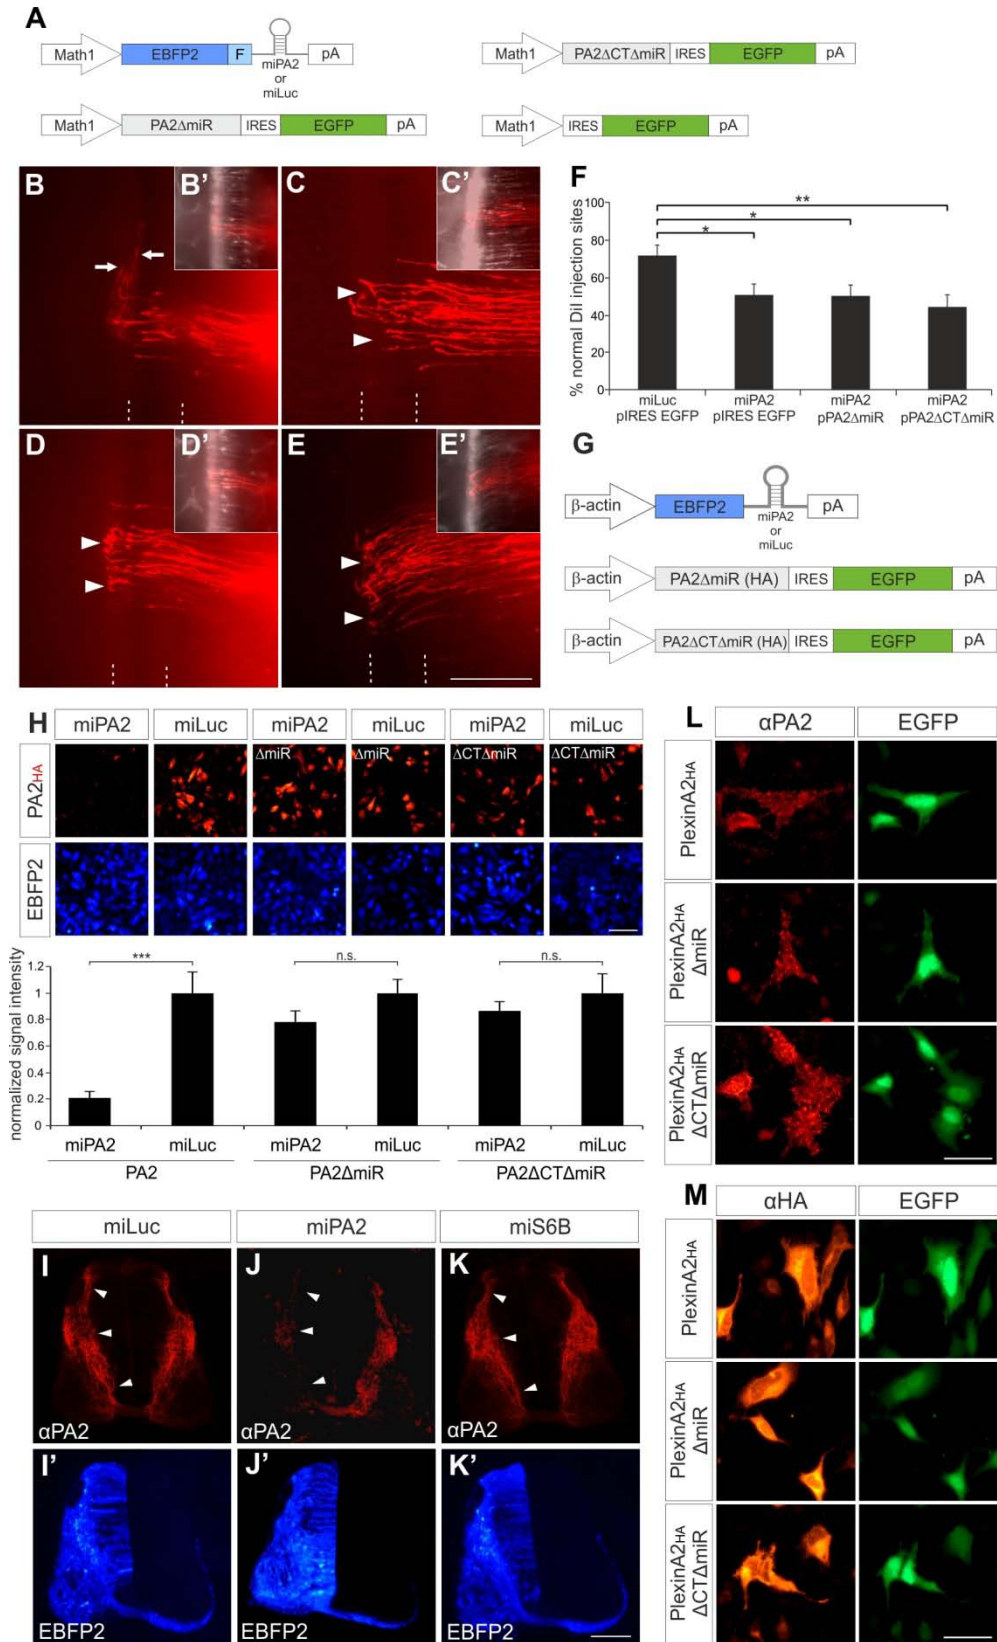 A
Math1 EBFP2 F pA
miPA2
or
miLuc
Math1 PA2ΔCTΔmiR IRES EGFP pA
Math1 PA2ΔmiR IRES EGFP pA
Math1 IRES EGFP pA
B B' C C'
D D' E E'
F
% normal DiI injection sites
100
80
60
40
20
0
* * **
miLuc
pIRES EGFP
miPA2
pIRES EGFP
miPA2
pPA2ΔmiR
miPA2
pPA2ΔCTΔmiR
G
β-actin EBFP2 pA
miPA2
or
miLuc
β-actin PA2ΔmiR (HA) IRES EGFP pA
β-actin PA2ΔCTΔmiR (HA) IRES EGFP pA
H
miPA2 miLuc miPA2 miLuc miPA2 miLuc
ΔmiR ΔmiR ΔCTΔmiR ΔCTΔmiR
PA2HA
EBFP2
normalized signal intensity
1.2
1
0.8
0.6
0.4
0.2
0
*** n.s. n.s.
miPA2 miLuc miPA2 miLuc miPA2 miLuc
PA2 PA2ΔmiR PA2ΔCTΔmiR
miLuc miPA2 miS6B
I J K
αPA2 αPA2 αPA2
I' J' K'
EBFP2 EBFP2 EBFP2
L
αPA2 EGFP
PlexinA2HA
PlexinA2HA
ΔmiR
PlexinA2HA
ΔCTΔmiR
M
αHA EGFP
PlexinA2HA
PlexinA2HA
ΔmiR
PlexinA2HA
ΔCTΔmiR